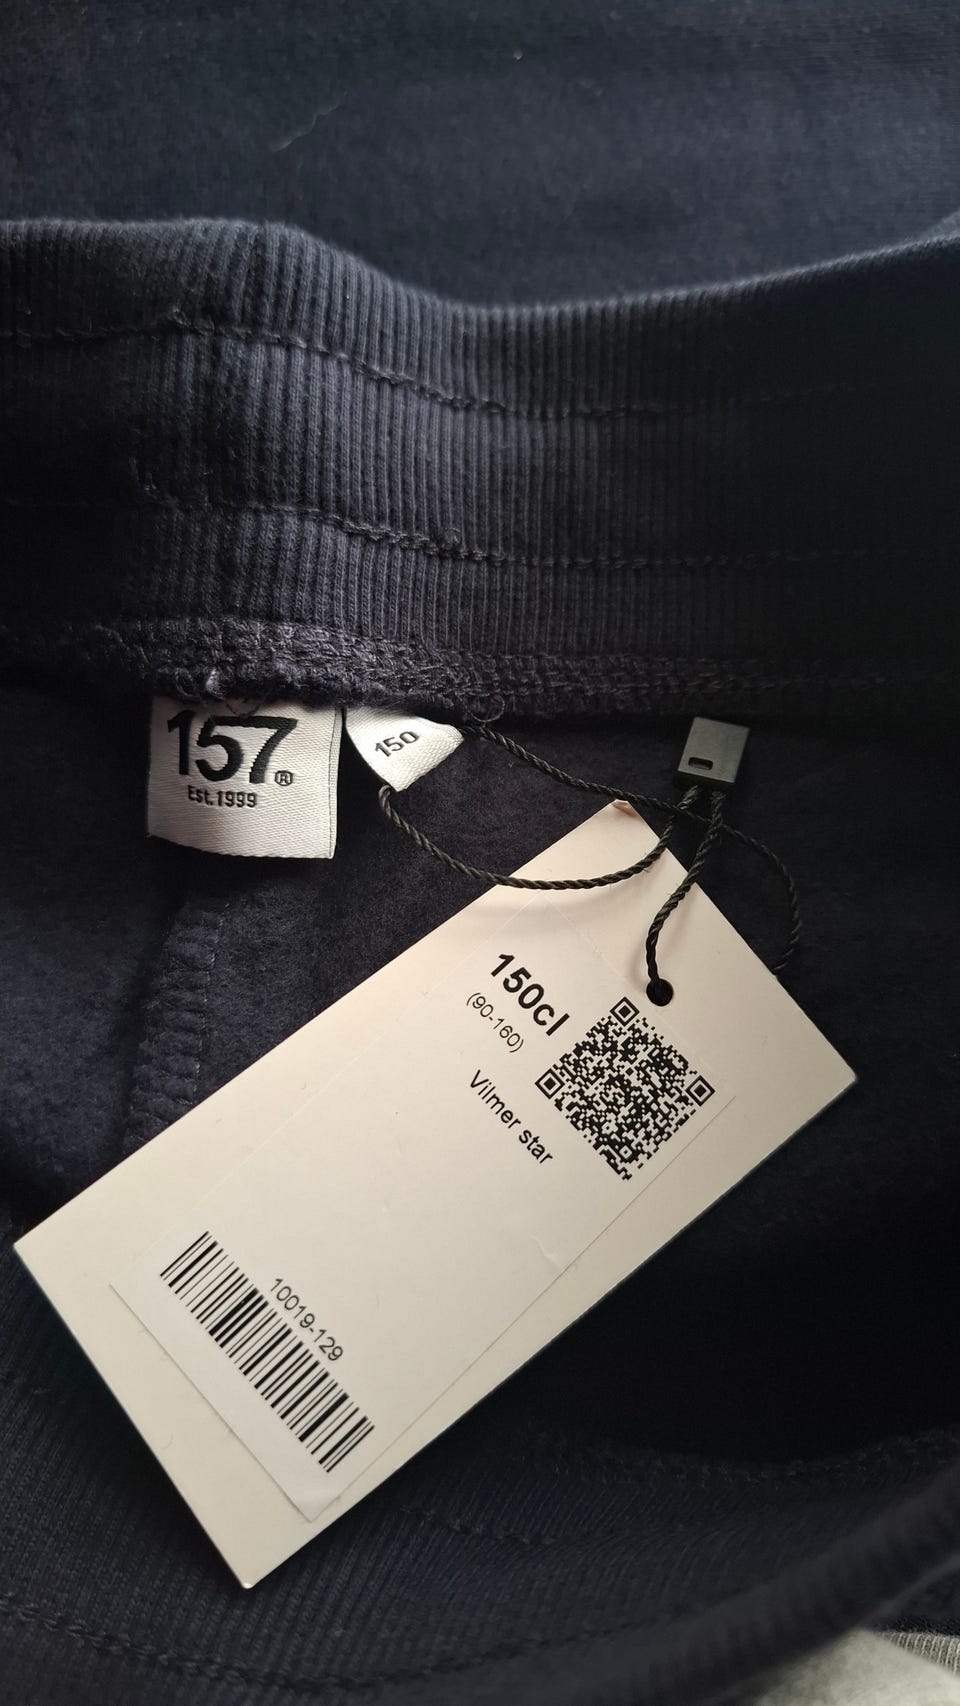 157®
Est.1999
150
150cl
(90-160)
Vilmer star
10019-129